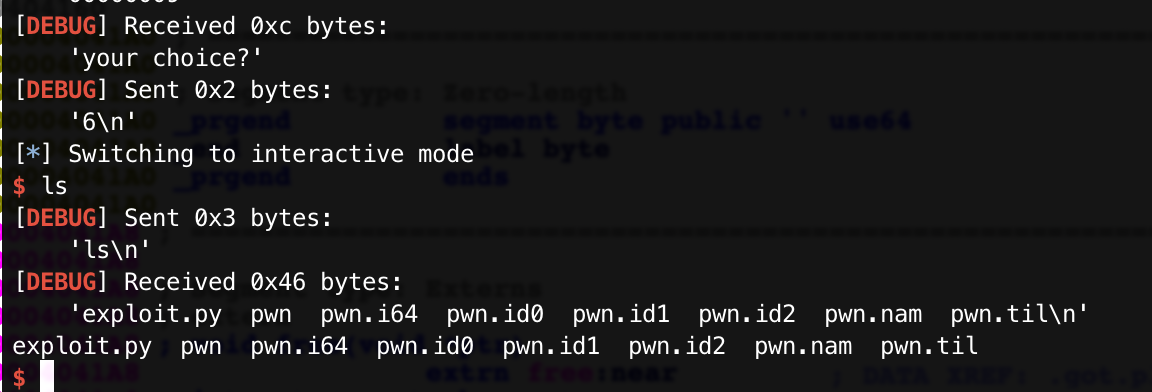 [DEBUG] Received 0xc bytes:
'your choice?'
[DEBUG] Sent 0x2 bytes:
'6\n'
[*] Switching to interactive mode
$ ls
[DEBUG] Sent 0x3 bytes:
'ls\n'
[DEBUG] Received 0x46 bytes:
'exploit.py  pwn  pwn.i64  pwn.id0  pwn.id1  pwn.id2  pwn.nam  pwn.til\n'
exploit.py  pwn  pwn.i64  pwn.id0  pwn.id1  pwn.id2  pwn.nam  pwn.til
$